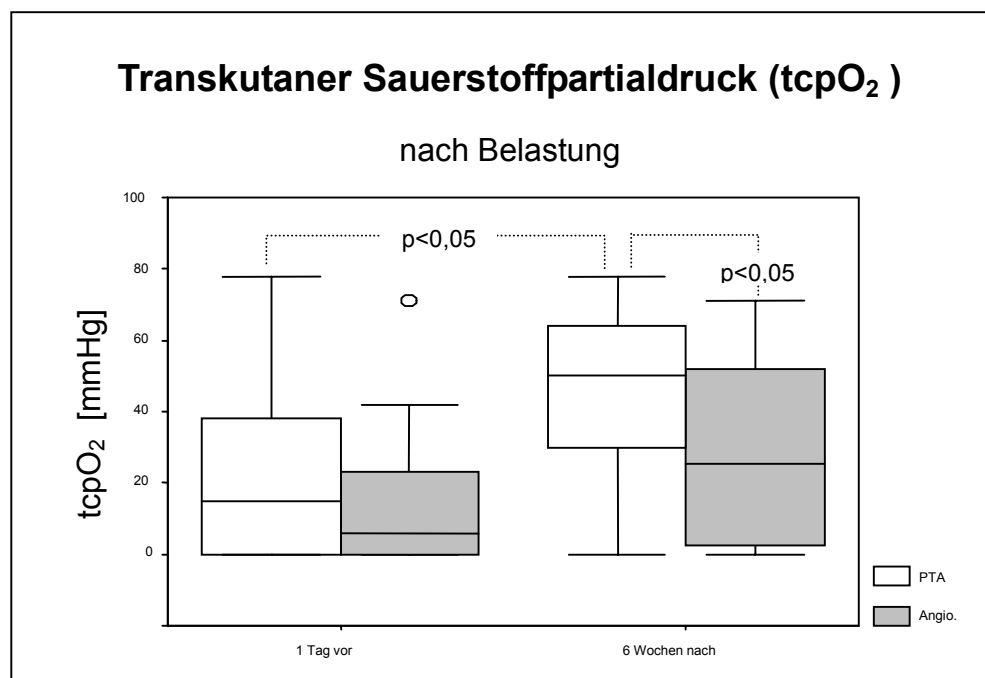 Transkutaner Sauerstoffpartialdruck (tcpO₂ )
nach Belastung
100
80
60
40
20
0
tcpO₂ [mmHg]
p<0,05
p<0,05
1 Tag vor
6 Wochen nach
PTA
Angio.